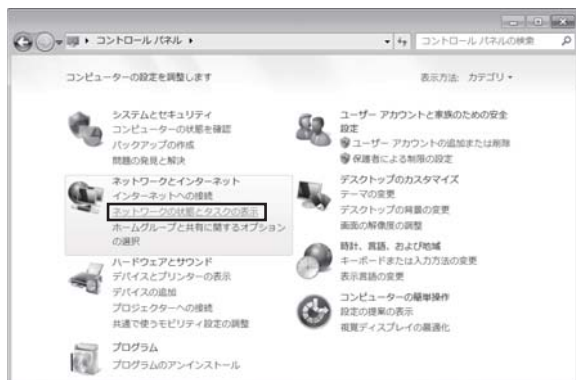 コントロール パネル
コントロール パネルの検索
コンピューターの設定を調整します
表示方法: カテゴリ
システムとセキュリティ
コンピューターの状態を確認
バックアップの作成
問題の発見と解決
ネットワークとインターネット
インターネットへの接続
ネットワークの状態とタスクの表示
ホームグループと共有に関するオプション
の選択
ハードウェアとサウンド
デバイスとプリンターの表示
デバイスの追加
プロジェクターへの接続
共通で使うモビリティ設定の調整
プログラム
プログラムのアンインストール
ユーザー アカウントと家族のための安全
設定
ユーザー アカウントの追加または削除
保護者による制限の設定
デスクトップのカスタマイズ
テーマの変更
デスクトップの背景の変更
画面の解像度の調整
時計、言語、および地域
キーボードまたは入力方法の変更
表示言語の変更
コンピューターの簡単操作
設定の提案の表示
視覚ディスプレイの最適化